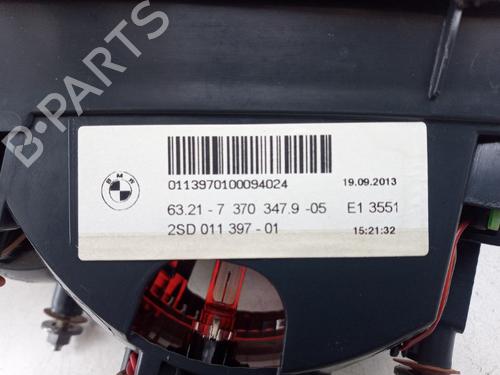 B-PARTS
BMW
0113970100094024
19.09.2013
63.21 - 7 370 347.9 - 05 E1 3551
2SD 011 397 - 01
15:21:32